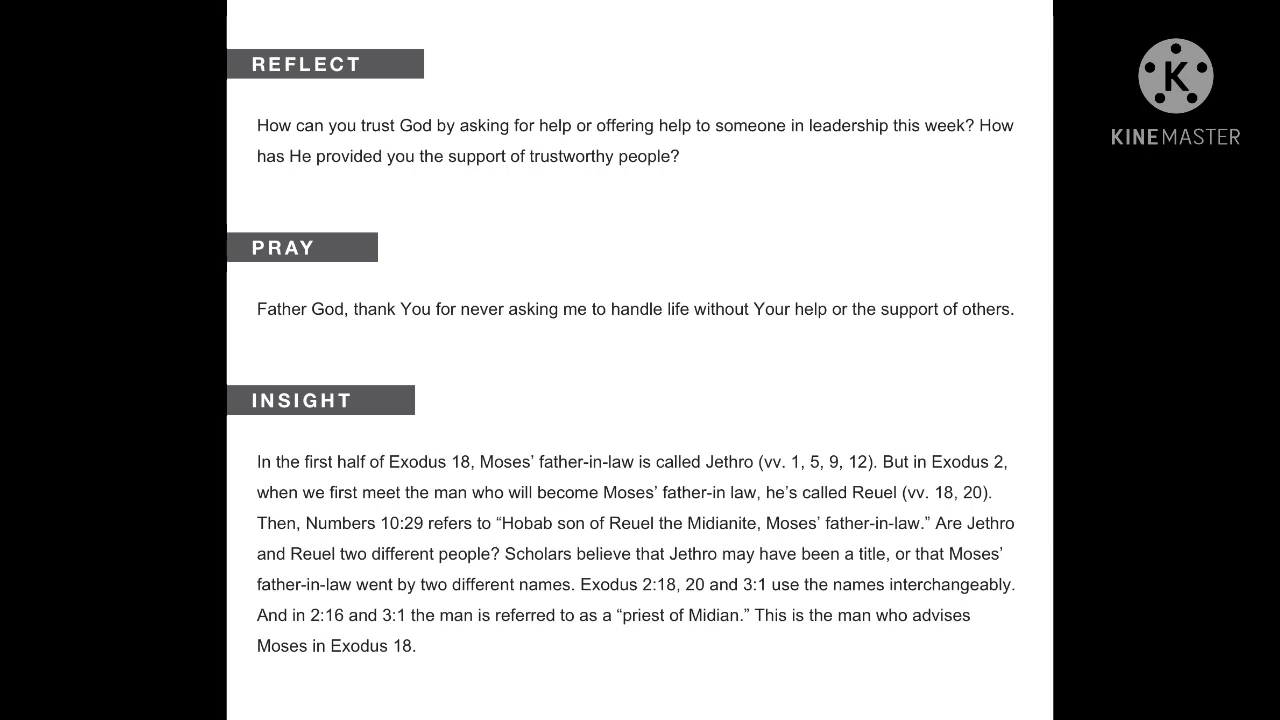 REFLECT
How can you trust God by asking for help or offering help to someone in leadership this week? How
has He provided you the support of trustworthy people?
PRAY
Father God, thank You for never asking me to handle life without Your help or the support of others.
INSIGHT
In the first half of Exodus 18, Moses’ father-in-law is called Jethro (vv. 1, 5, 9, 12). But in Exodus 2,
when we first meet the man who will become Moses’ father-in law, he’s called Reuel (vv. 18, 20).
Then, Numbers 10:29 refers to “Hobab son of Reuel the Midianite, Moses’ father-in-law.” Are Jethro
and Reuel two different people? Scholars believe that Jethro may have been a title, or that Moses’
father-in-law went by two different names. Exodus 2:18, 20 and 3:1 use the names interchangeably.
And in 2:16 and 3:1 the man is referred to as a “priest of Midian.” This is the man who advises
Moses in Exodus 18.
K
KINEMASTER